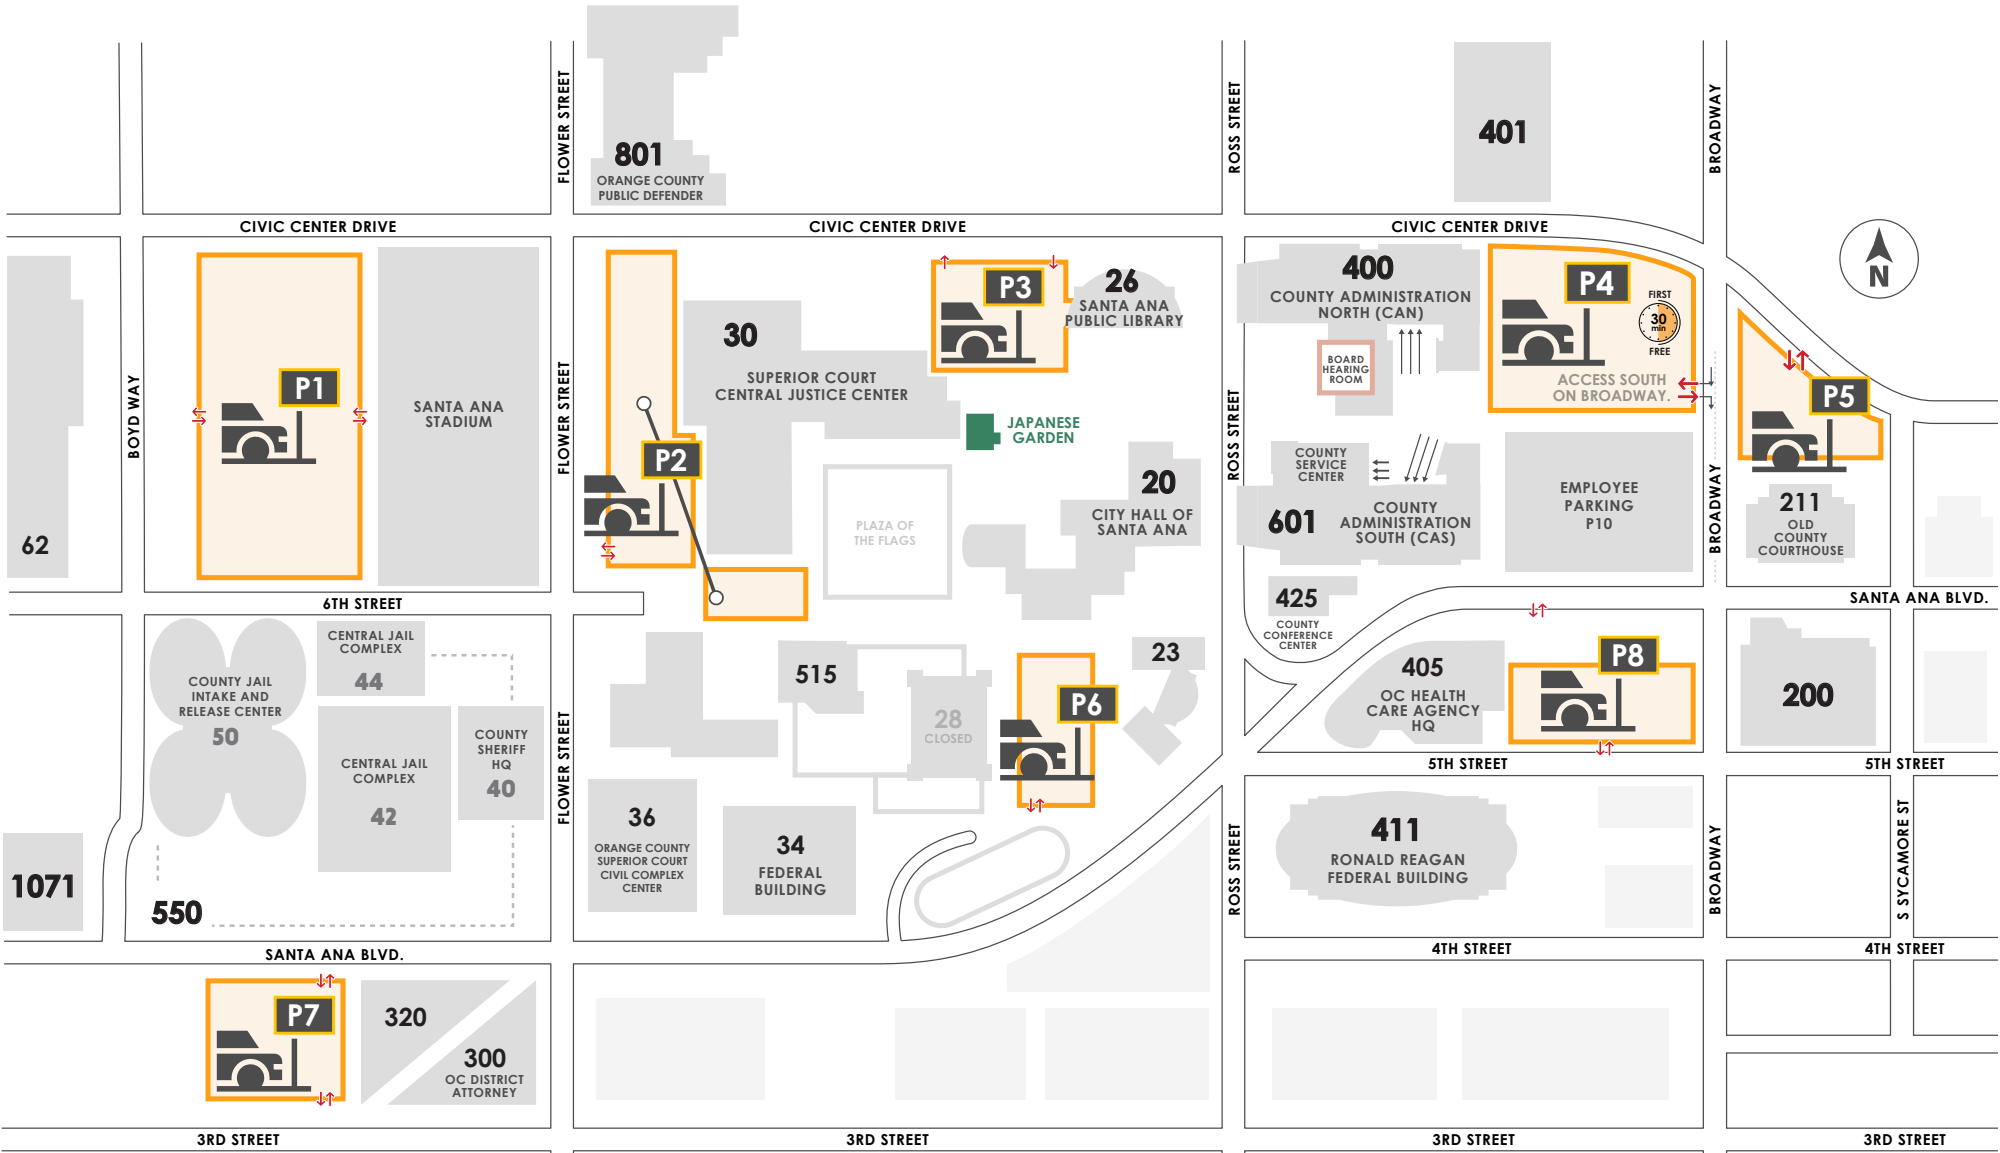 FLOWER STREET
801
ORANGE COUNTY
PUBLIC DEFENDER
ROSS STREET
401
BROADWAY
CIVIC CENTER DRIVE
CIVIC CENTER DRIVE
CIVIC CENTER DRIVE
N
62
BOYD WAY
P1
SANTA ANA
STADIUM
FLOWER STREET
P2
30
SUPERIOR COURT
CENTRAL JUSTICE CENTER
P3
26
SANTA ANA
PUBLIC LIBRARY
JAPANESE
GARDEN
PLAZA OF
THE FLAGS
20
CITY HALL OF
SANTA ANA
ROSS STREET
400
COUNTY ADMINISTRATION
NORTH (CAN)
BOARD
HEARING
ROOM
P4
FIRST
30
min
FREE
ACCESS SOUTH
ON BROADWAY.
P5
COUNTY
SERVICE
CENTER
601
COUNTY
ADMINISTRATION
SOUTH (CAS)
EMPLOYEE
PARKING
P10
BROADWAY
211
OLD
COUNTY
COURTHOUSE
6TH STREET
425
COUNTY
CONFERENCE
CENTER
SANTA ANA BLVD.
COUNTY JAIL
INTAKE AND
RELEASE CENTER
50
CENTRAL JAIL
COMPLEX
44
CENTRAL JAIL
COMPLEX
42
COUNTY
SHERIFF
HQ
40
FLOWER STREET
515
28
CLOSED
P6
23
405
OC HEALTH
CARE AGENCY
HQ
P8
200
5TH STREET
5TH STREET
1071
550
36
ORANGE COUNTY
SUPERIOR COURT
CIVIL COMPLEX
CENTER
34
FEDERAL
BUILDING
ROSS STREET
411
RONALD REAGAN
FEDERAL BUILDING
BROADWAY
S SYCAMORE ST
SANTA ANA BLVD.
4TH STREET
4TH STREET
P7
320
300
OC DISTRICT
ATTORNEY
3RD STREET
3RD STREET
3RD STREET
3RD STREET